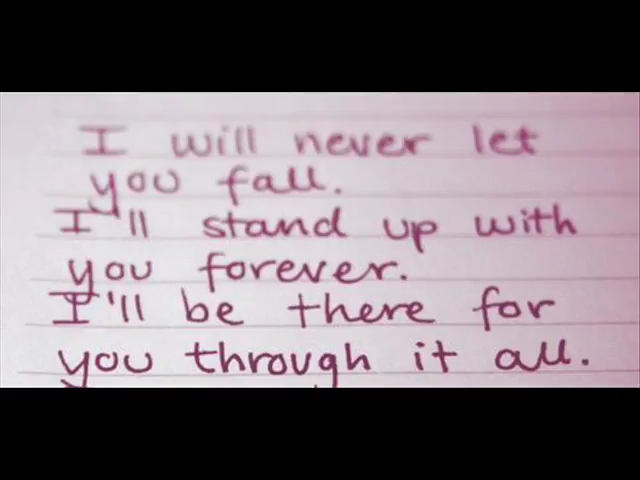 I will never let
you fall.
I'll stand up with
you forever.
I'll be there for
you through it all.